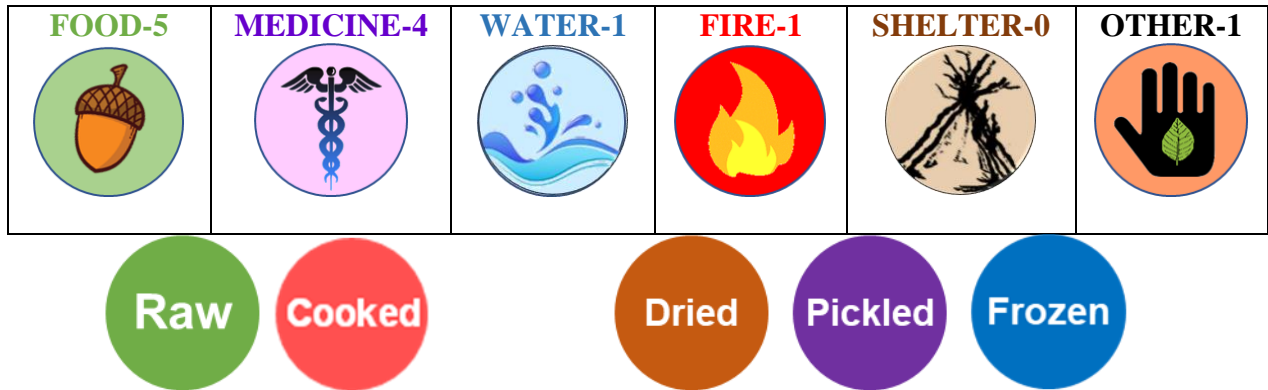 FOOD-5 MEDICINE-4 WATER-1 FIRE-1 SHELTER-0 OTHER-1
Raw Cooked Dried Pickled Frozen